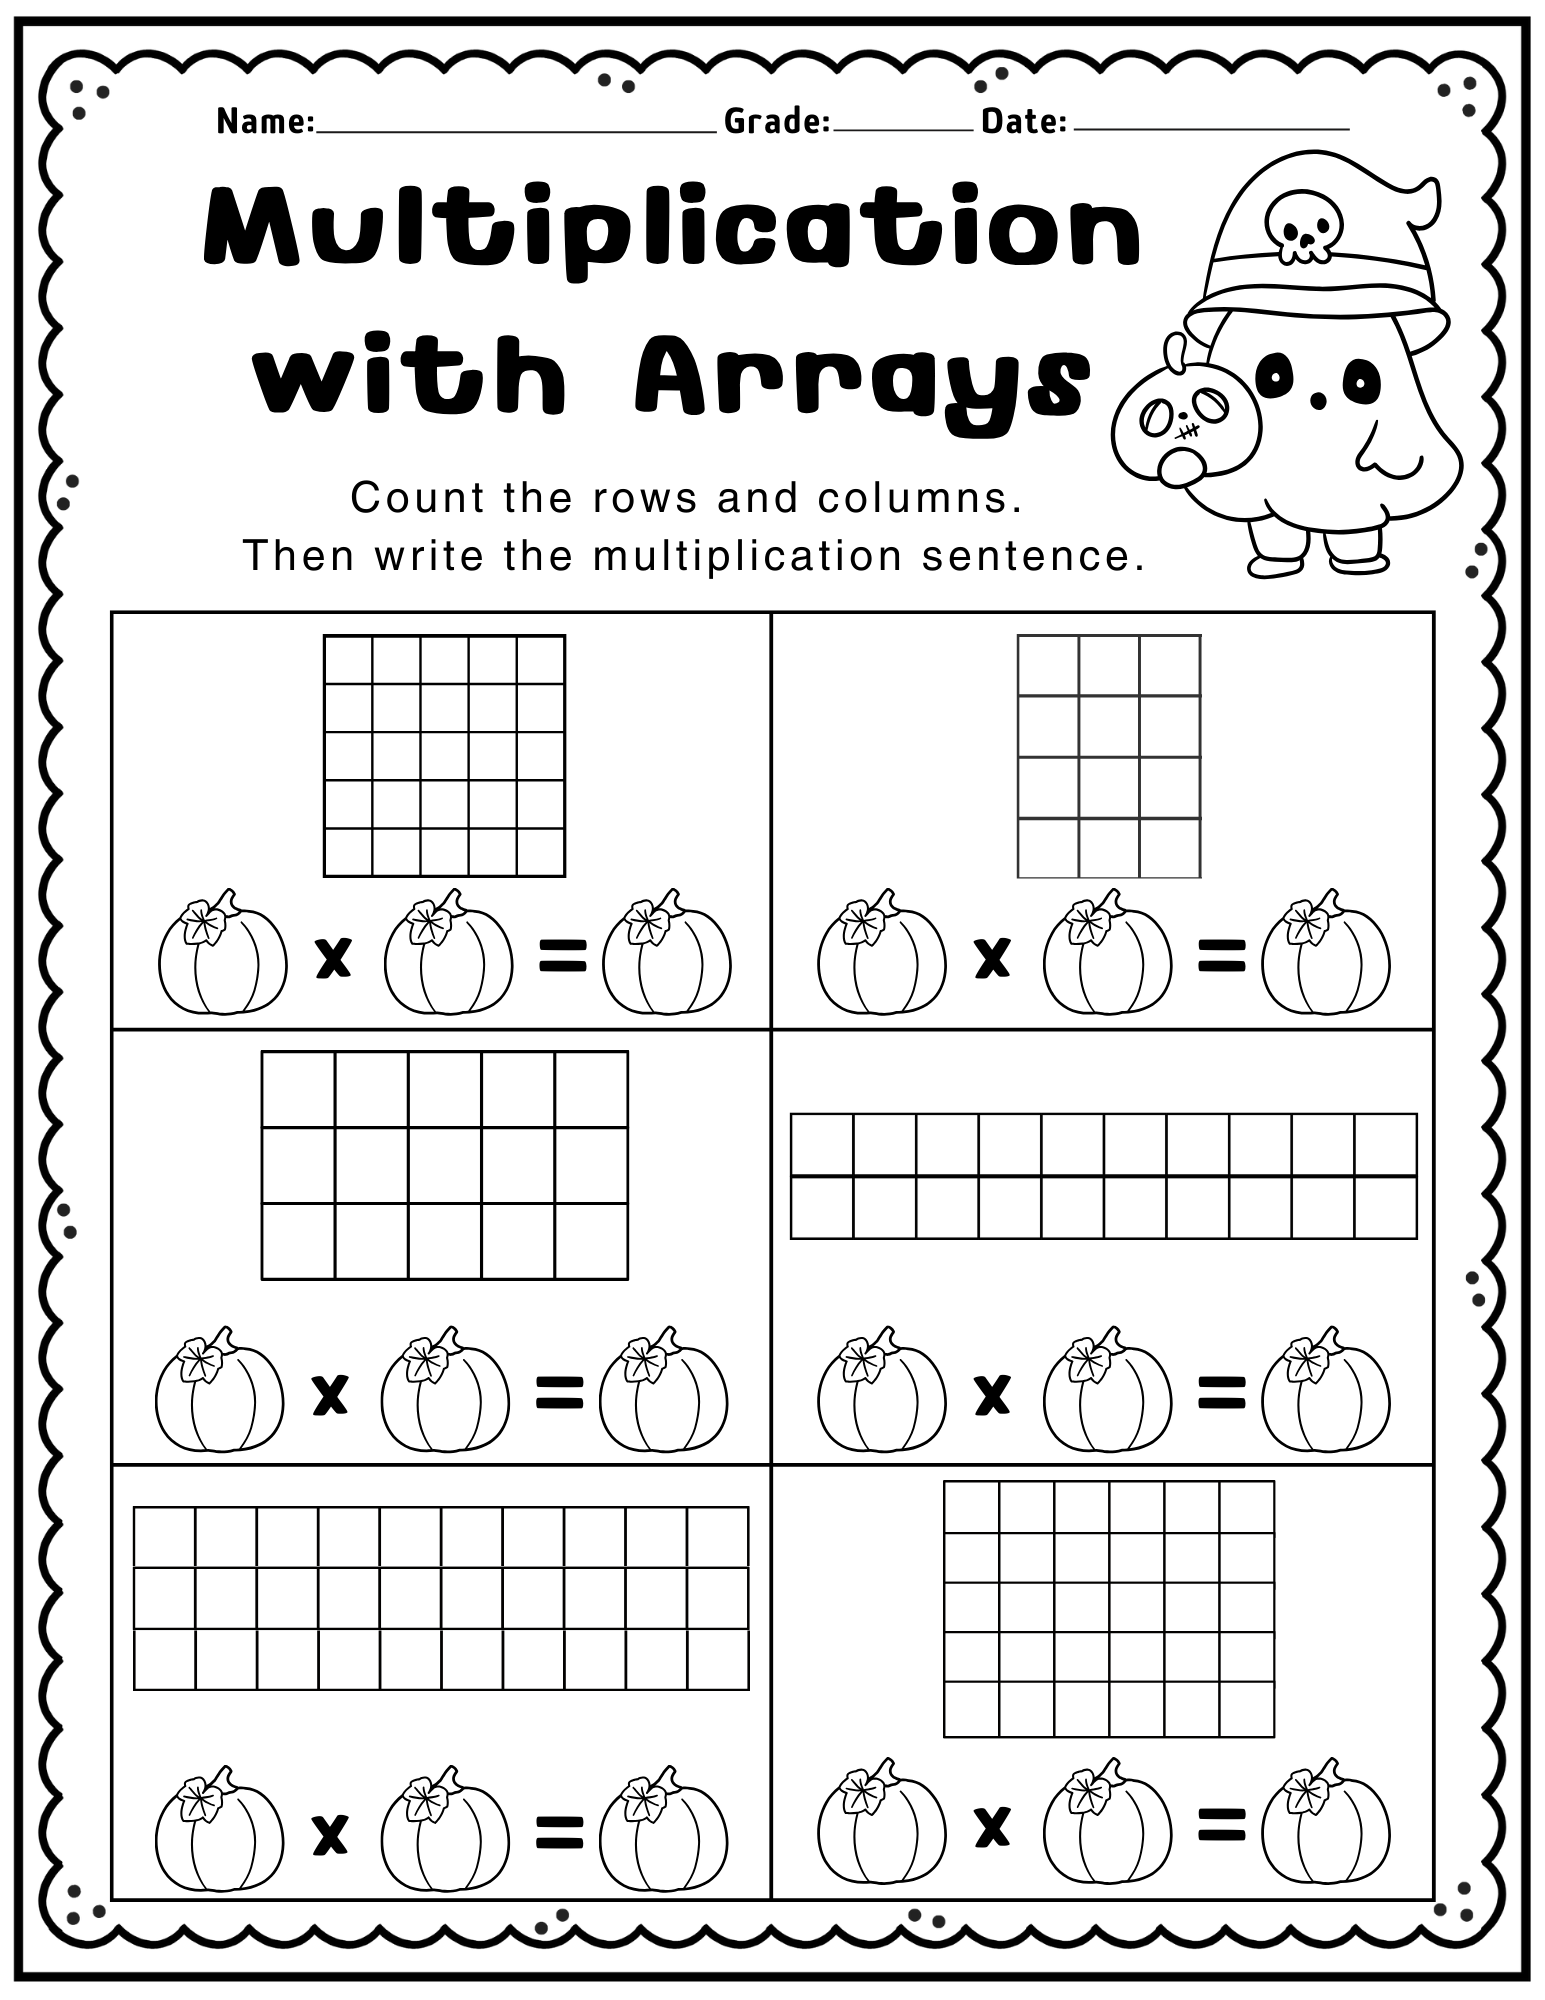 Name: Grade: Date:
Multiplication
with Arrays
Count the rows and columns.
Then write the multiplication sentence.
x = x =
x = x =
x = x =